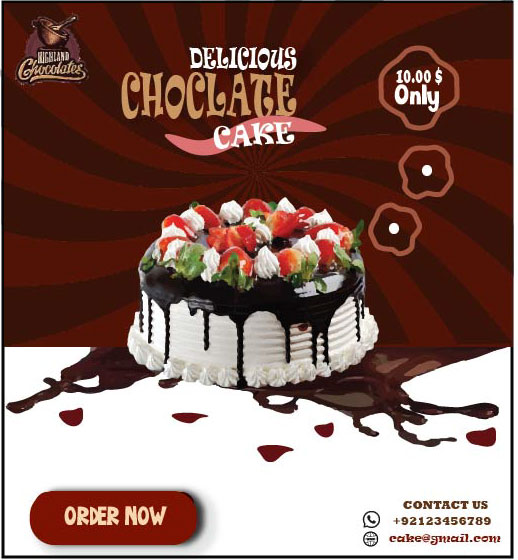 HIGHLAND
Chocolates
DELICIOUS
CHOCLATE
CAKE
10.00 $
Only
ORDER NOW
CONTACT US
+92123456789
cake@gmail.com